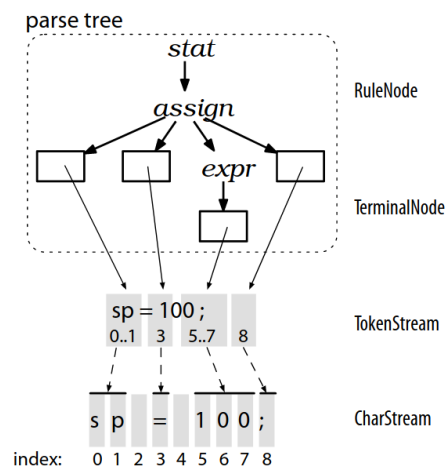 parse tree
stat
assign
RuleNode
expr
TerminalNode
sp = 100 ;
0..1 3 5..7 8
TokenStream
s p = 1 0 0 ;
CharStream
index: 0 1 2 3 4 5 6 7 8